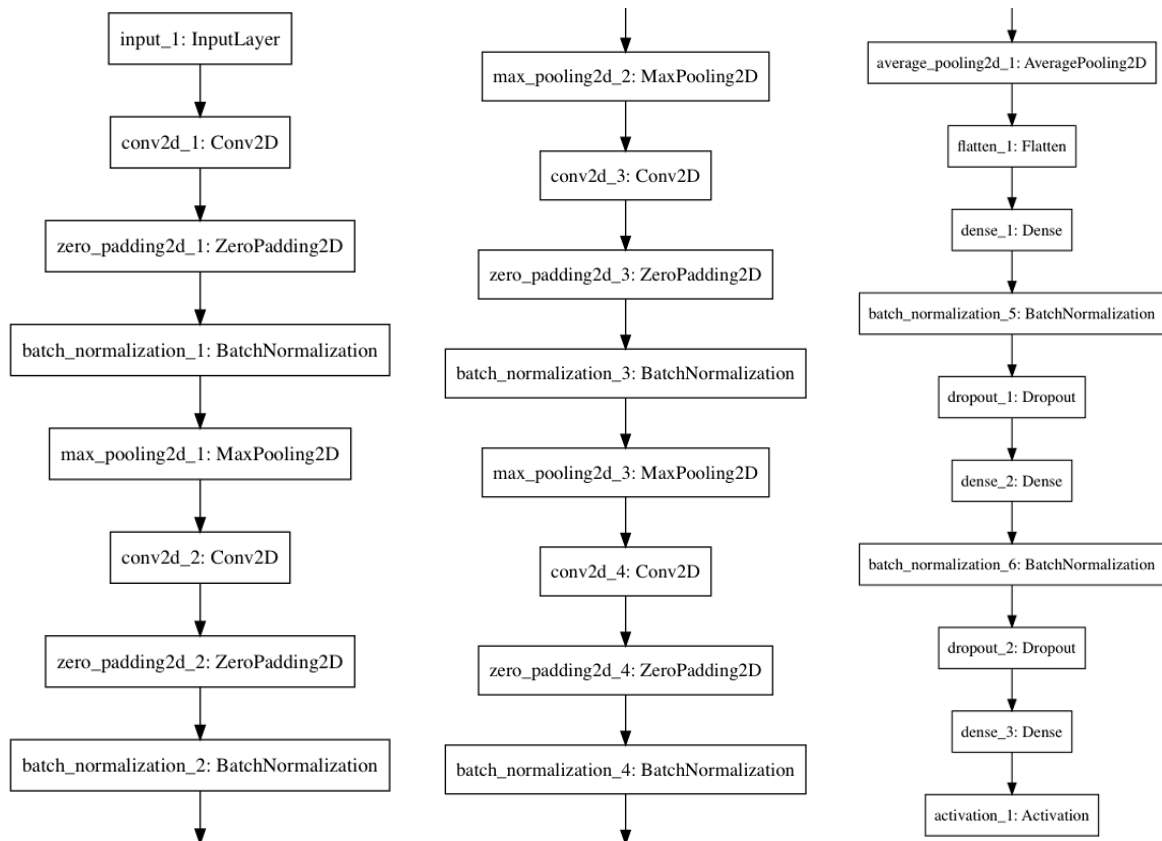 input_1: InputLayer
conv2d_1: Conv2D
zero_padding2d_1: ZeroPadding2D
batch_normalization_1: BatchNormalization
max_pooling2d_1: MaxPooling2D
conv2d_2: Conv2D
zero_padding2d_2: ZeroPadding2D
batch_normalization_2: BatchNormalization
max_pooling2d_2: MaxPooling2D
conv2d_3: Conv2D
zero_padding2d_3: ZeroPadding2D
batch_normalization_3: BatchNormalization
max_pooling2d_3: MaxPooling2D
conv2d_4: Conv2D
zero_padding2d_4: ZeroPadding2D
batch_normalization_4: BatchNormalization
average_pooling2d_1: AveragePooling2D
flatten_1: Flatten
dense_1: Dense
batch_normalization_5: BatchNormalization
dropout_1: Dropout
dense_2: Dense
batch_normalization_6: BatchNormalization
dropout_2: Dropout
dense_3: Dense
activation_1: Activation